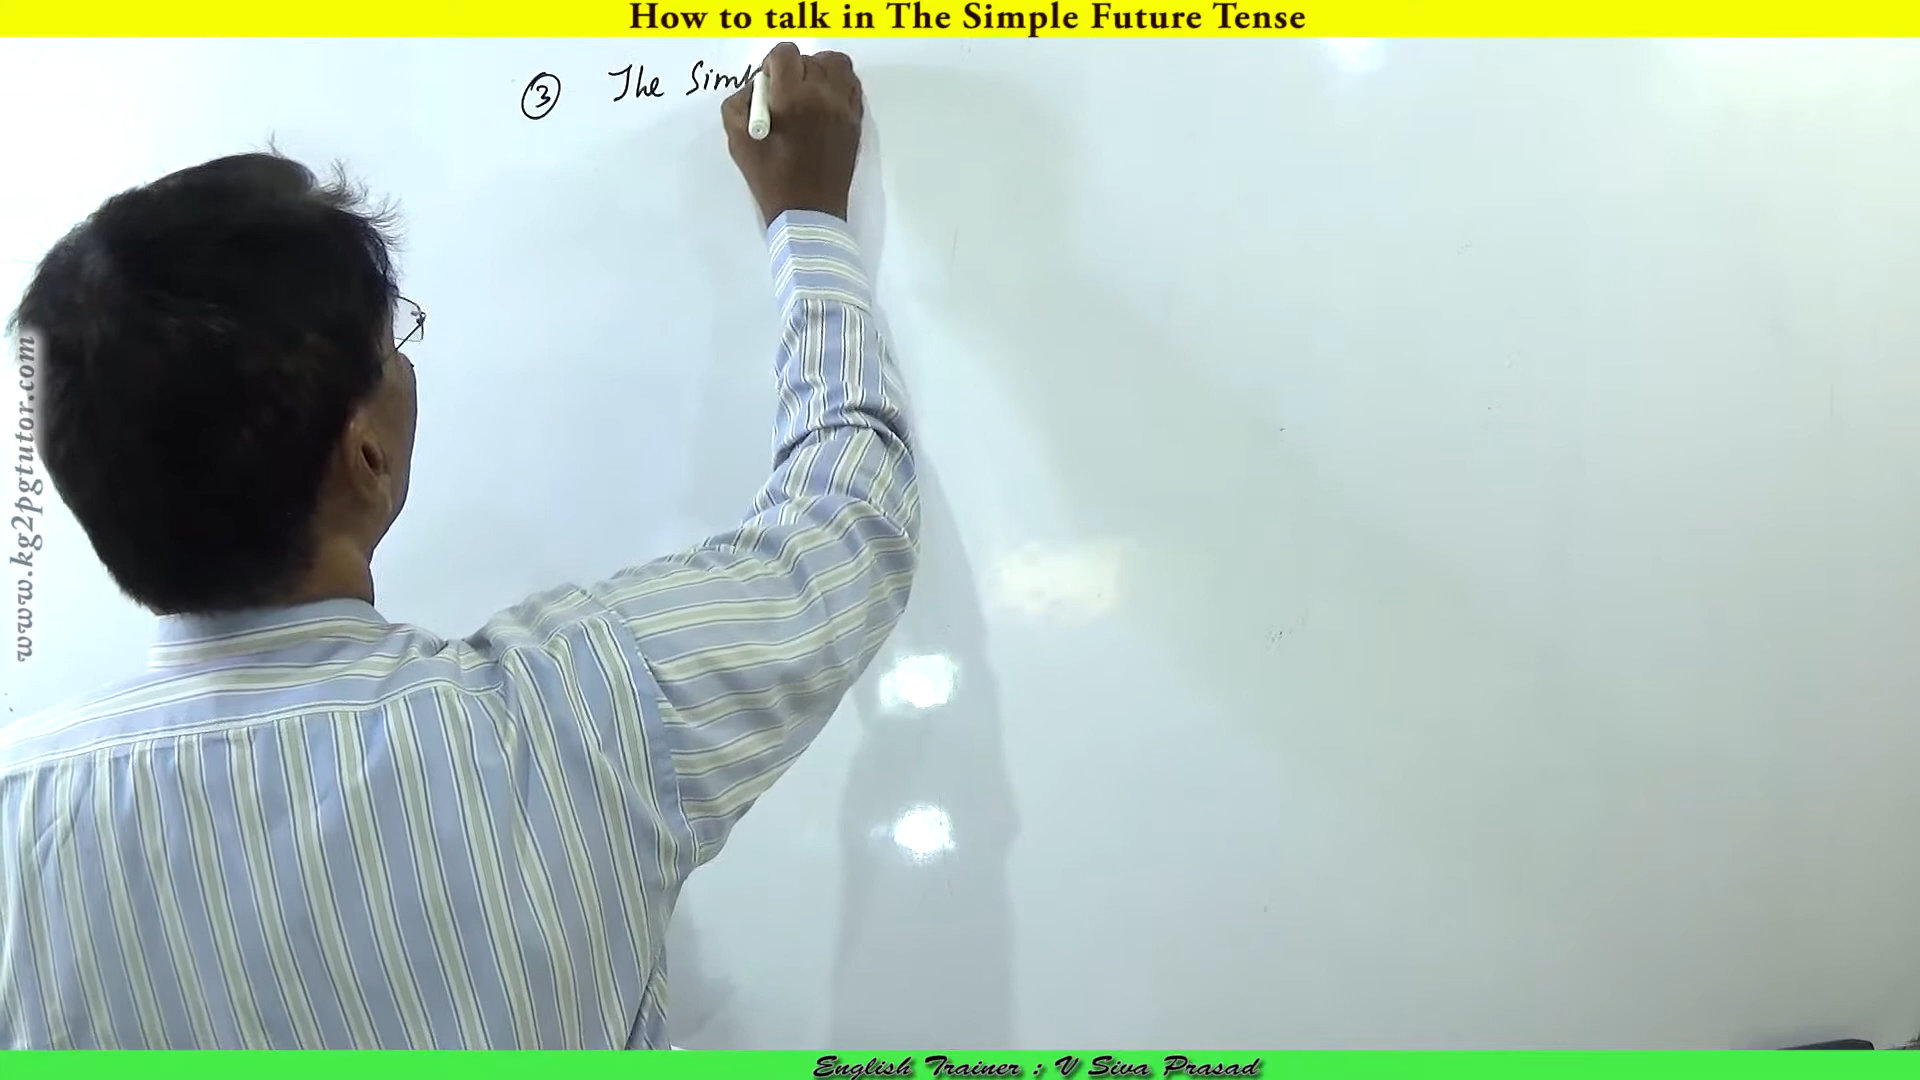 How to talk in The Simple Future Tense
③ The Simp
www.kg2pgtutor.com
English Trainer : V Siva Prasad